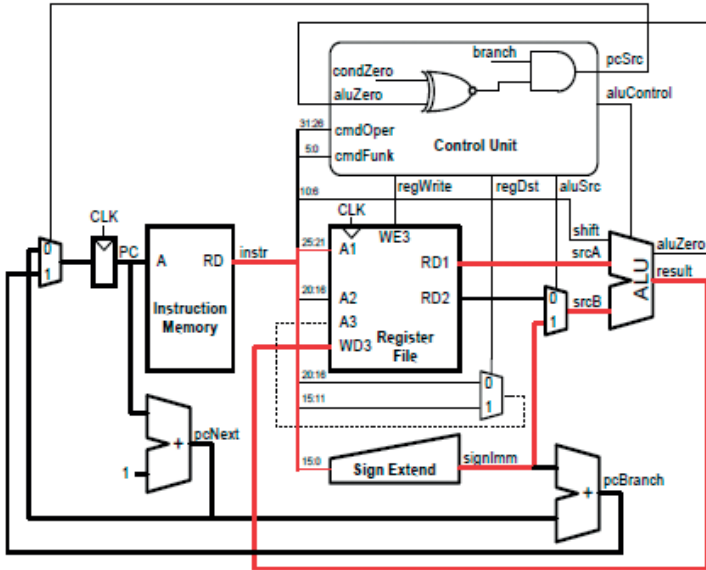 branch
pcSrc
condZero
aluZero
aluControl
31:26
cmdOper
5:0
cmdFunk
Control Unit
10:6
regWrite
regDst
aluSrc
CLK
CLK
shift
0
1
PC
A
RD
instr
25:21
A1
WE3
RD1
srcA
aluZero
ALU
result
Instruction
Memory
20:16
A2
RD2
0
1
srcB
A3
WD3
Register
File
20:16
0
15:11
1
pcNext
+
1
15:0
Sign Extend
signImm
pcBranch
+